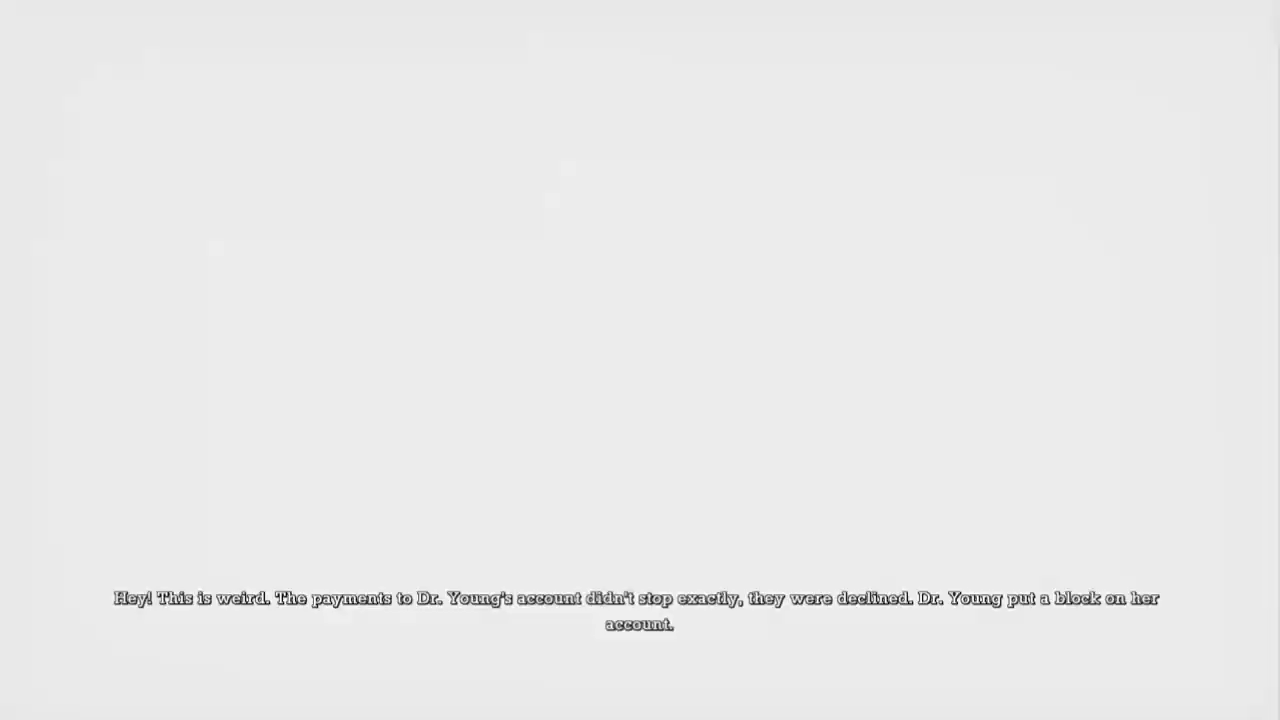 Hey! This is weird. The payments to Dr. Young's account didn't stop exactly, they were declined. Dr. Young put a block on her
account.